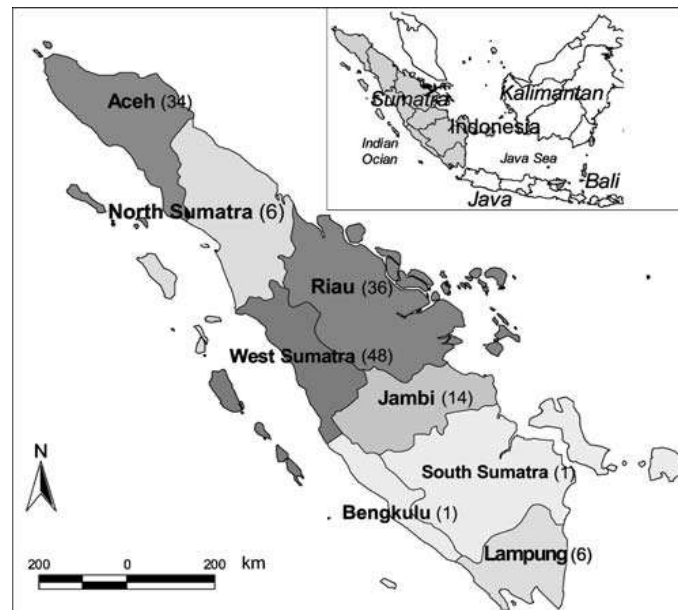 Aceh (34)
North Sumatra (6)
Riau (36)
West Sumatra (48)
Jambi (14)
South Sumatra (1)
Bengkulu (1)
Lampung (6)
Sumatra
Kalimantan
Indonesia
Indian
Ocian
Java Sea
Bali
Java
N
200 0 200 km